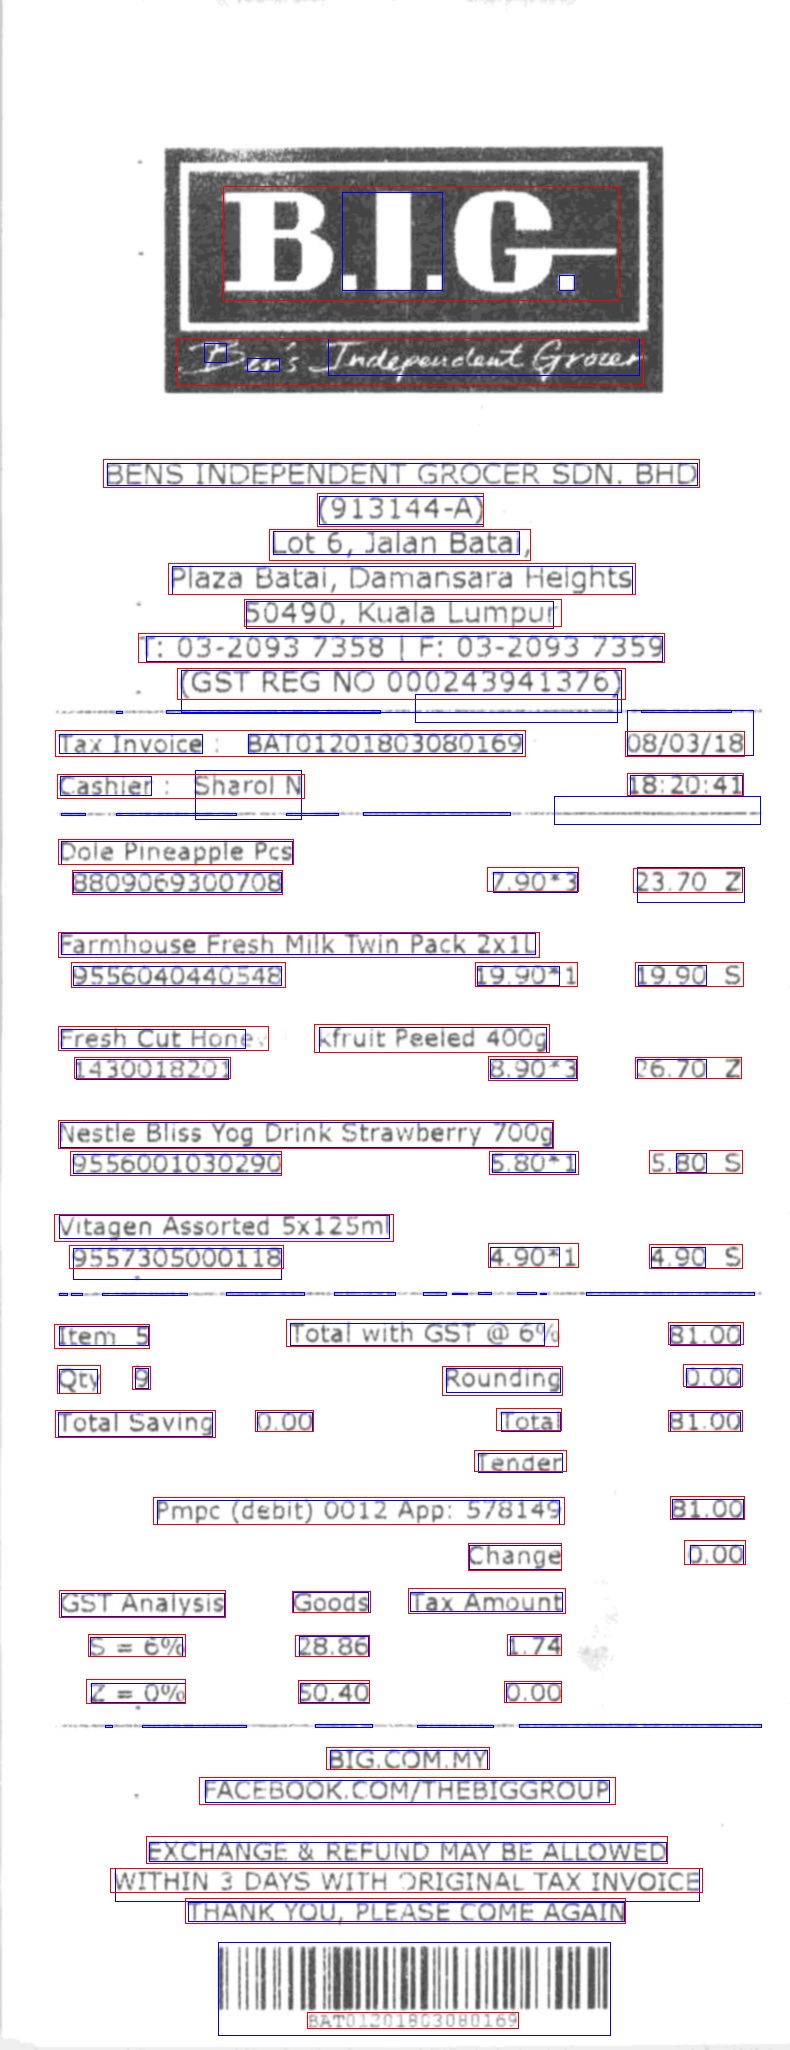 B.I.G.
Ben's Independent Grocer
BENS INDEPENDENT GROCER SDN. BHD
(913144-A)
Lot 6, Jalan Batai,
Plaza Batai, Damansara Heights
50490, Kuala Lumpur
T: 03-2093 7358 | F: 03-2093 7359
(GST REG NO 000243941376)
Tax Invoice : BAT01201803080169 08/03/18
Cashier : Sharol N 18:20:41
Dole Pineapple Pcs
8809069300708 7.90*3 23.70 Z
Farmhouse Fresh Milk Twin Pack 2x1L
9556040440548 19.90*1 19.90 S
Fresh Cut Honey kfruit Peeled 400g
1430018201 8.90*3 26.70 Z
Nestle Bliss Yog Drink Strawberry 700g
9556001030290 5.80*1 5.80 S
Vitagen Assorted 5x125ml
9557305000118 4.90*1 4.90 S
Item 5 Total with GST @ 6% 81.00
Qty 9 Rounding 0.00
Total Saving 0.00 Total 81.00
Tender
Pmpc (debit) 0012 App: 578149 81.00
Change 0.00
GST Analysis Goods Tax Amount
S = 6% 28.86 1.74
Z = 0% 50.40 0.00
BIG.COM.MY
FACEBOOK.COM/THEBIGGROUP
EXCHANGE & REFUND MAY BE ALLOWED
WITHIN 3 DAYS WITH ORIGINAL TAX INVOICE
THANK YOU, PLEASE COME AGAIN
BAT01201803080169